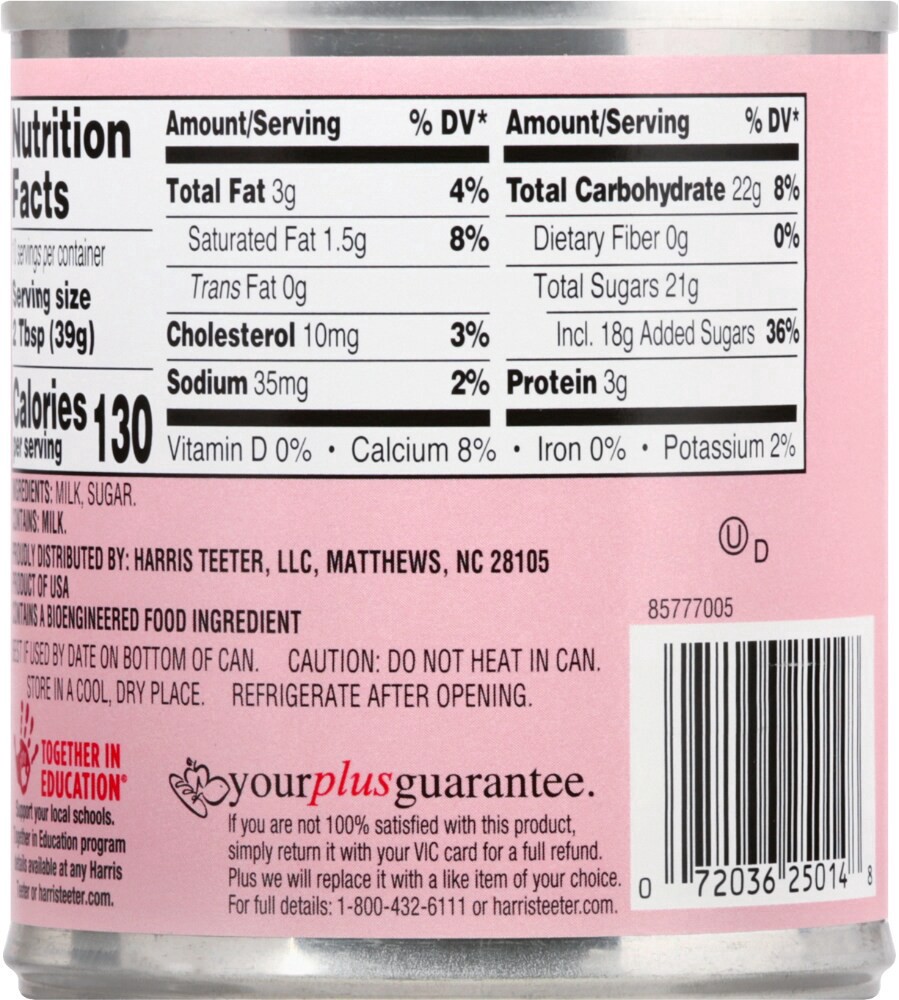 Nutrition
Facts
servings per container
Serving size
2 Tbsp (39g)
Calories 130
per serving
Amount/Serving % DV*
Total Fat 3g 4%
Saturated Fat 1.5g 8%
Trans Fat 0g
Cholesterol 10mg 3%
Sodium 35mg 2%
Amount/Serving % DV*
Total Carbohydrate 22g 8%
Dietary Fiber 0g 0%
Total Sugars 21g
Incl. 18g Added Sugars 36%
Protein 3g
Vitamin D 0% • Calcium 8% • Iron 0% • Potassium 2%
INGREDIENTS: MILK, SUGAR.
CONTAINS: MILK.
PROUDLY DISTRIBUTED BY: HARRIS TEETER, LLC, MATTHEWS, NC 28105
PRODUCT OF USA
CONTAINS A BIOENGINEERED FOOD INGREDIENT
BEST IF USED BY DATE ON BOTTOM OF CAN. CAUTION: DO NOT HEAT IN CAN.
STORE IN A COOL, DRY PLACE. REFRIGERATE AFTER OPENING.
U D
85777005
TOGETHER IN
EDUCATION®
Support your local schools.
Together in Education program
details available at any Harris
Teeter or harristeeter.com.
yourplusguarantee.
If you are not 100% satisfied with this product,
simply return it with your VIC card for a full refund.
Plus we will replace it with a like item of your choice.
For full details: 1-800-432-6111 or harristeeter.com.
0 72036 25014 8